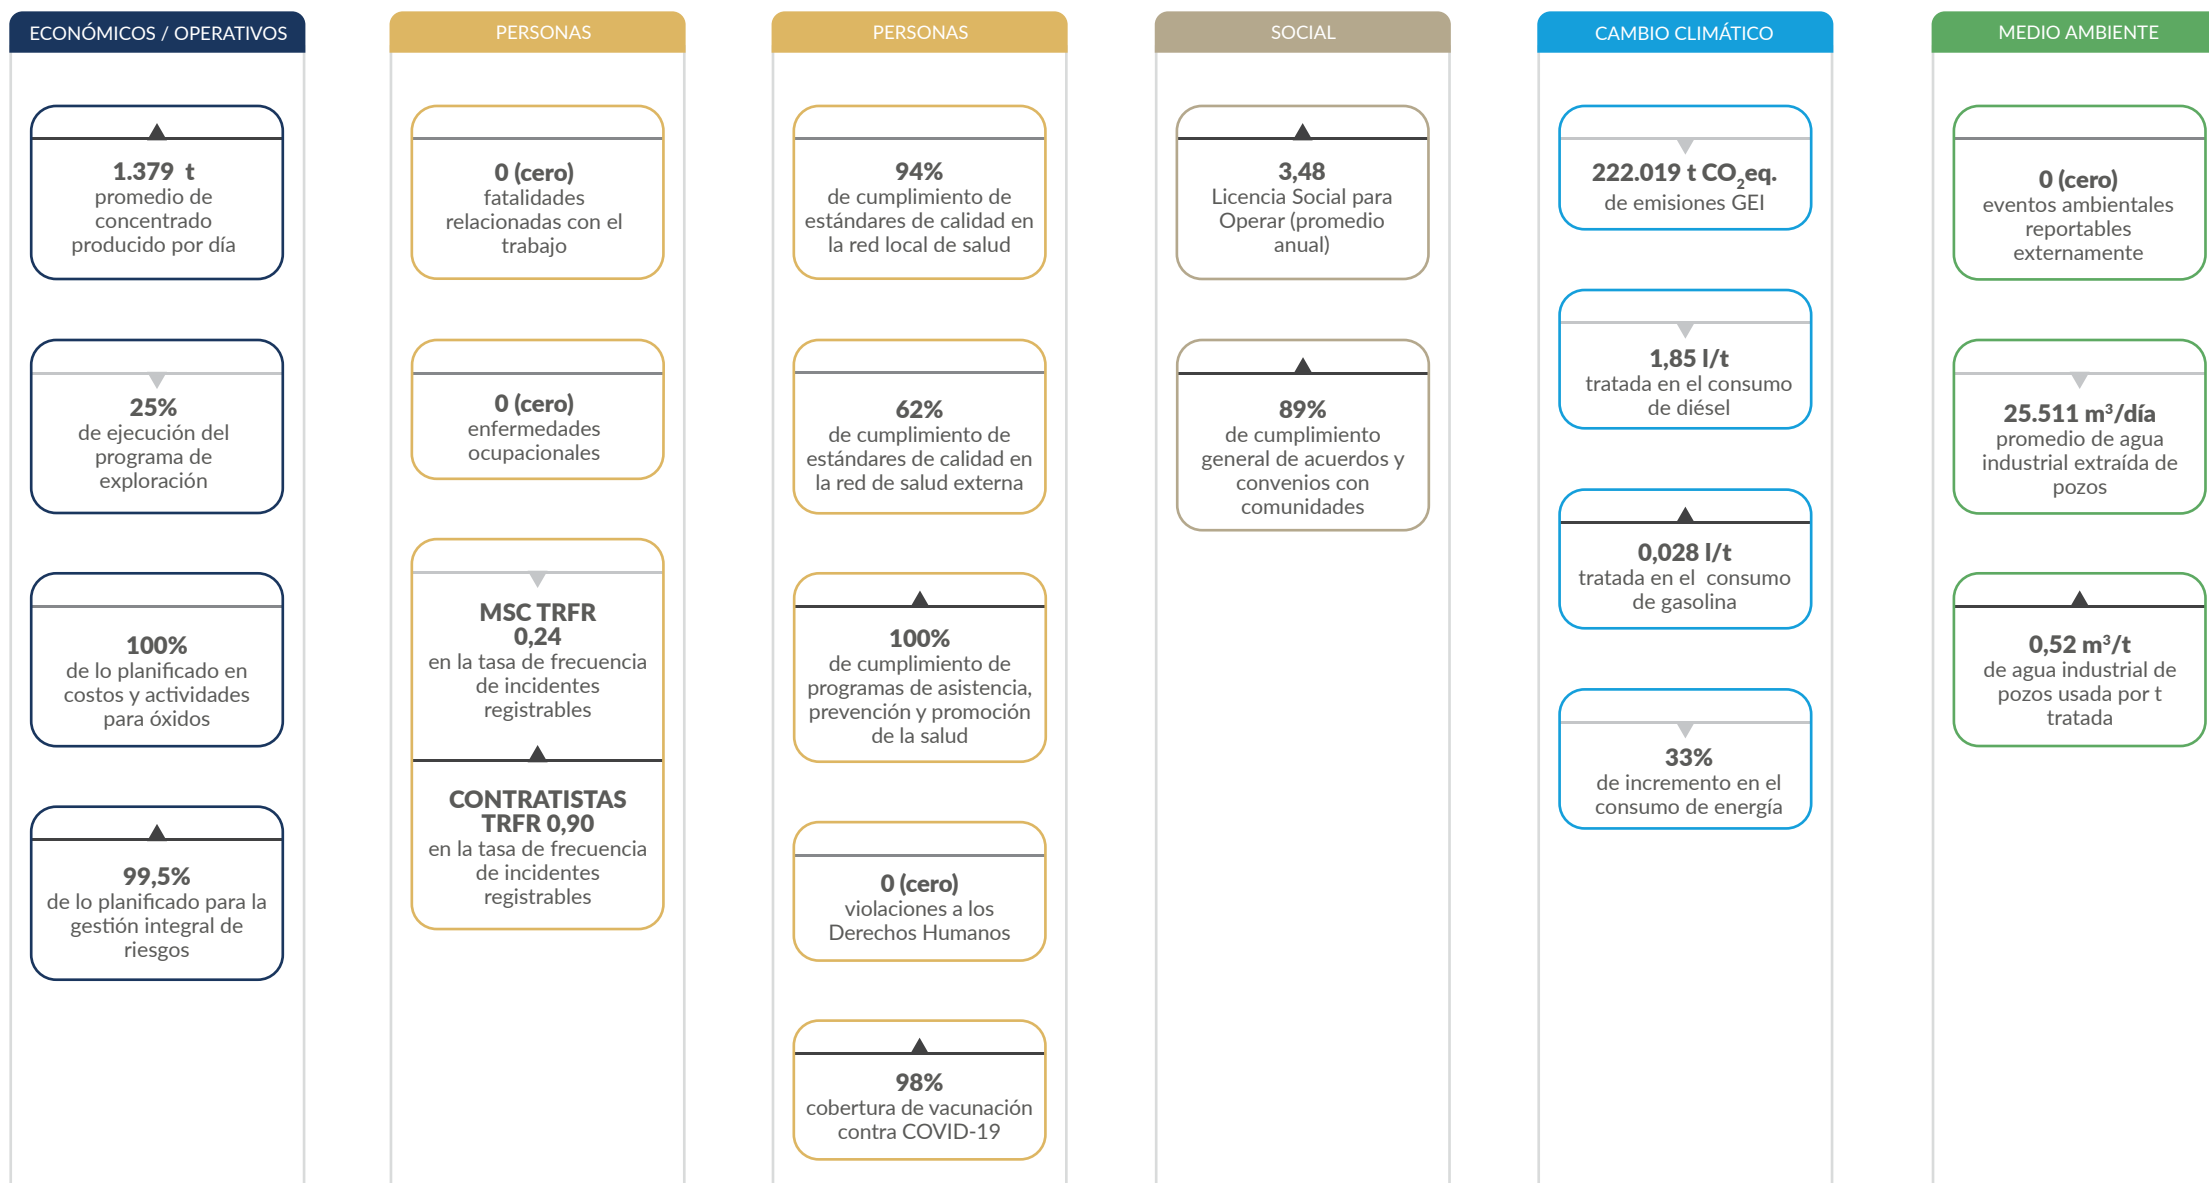 ECONÓMICOS / OPERATIVOS
1.379 t
promedio de
concentrado
producido por día
25%
de ejecución del
programa de
exploración
100%
de lo planificado en
costos y actividades
para óxidos
99,5%
de lo planificado para la
gestión integral de
riesgos
PERSONAS
0 (cero)
fatalidades
relacionadas con el
trabajo
0 (cero)
enfermedades
ocupacionales
MSC TRFR
0,24
en la tasa de frecuencia
de incidentes
registrables
CONTRATISTAS
TRFR 0,90
en la tasa de frecuencia
de incidentes
registrables
PERSONAS
94%
de cumplimiento de
estándares de calidad en
la red local de salud
62%
de cumplimiento de
estándares de calidad en
la red de salud externa
100%
de cumplimiento de
programas de asistencia,
prevención y promoción
de la salud
0 (cero)
violaciones a los
Derechos Humanos
98%
cobertura de vacunación
contra COVID-19
SOCIAL
3,48
Licencia Social para
Operar (promedio
anual)
89%
de cumplimiento
general de acuerdos y
convenios con
comunidades
CAMBIO CLIMÁTICO
222.019 t CO₂eq.
de emisiones GEI
1,85 l/t
tratada en el consumo
de diésel
0,028 l/t
tratada en el consumo
de gasolina
33%
de incremento en el
consumo de energía
MEDIO AMBIENTE
0 (cero)
eventos ambientales
reportables
externamente
25.511 m³/día
promedio de agua
industrial extraída de
pozos
0,52 m³/t
de agua industrial de
pozos usada por t
tratada